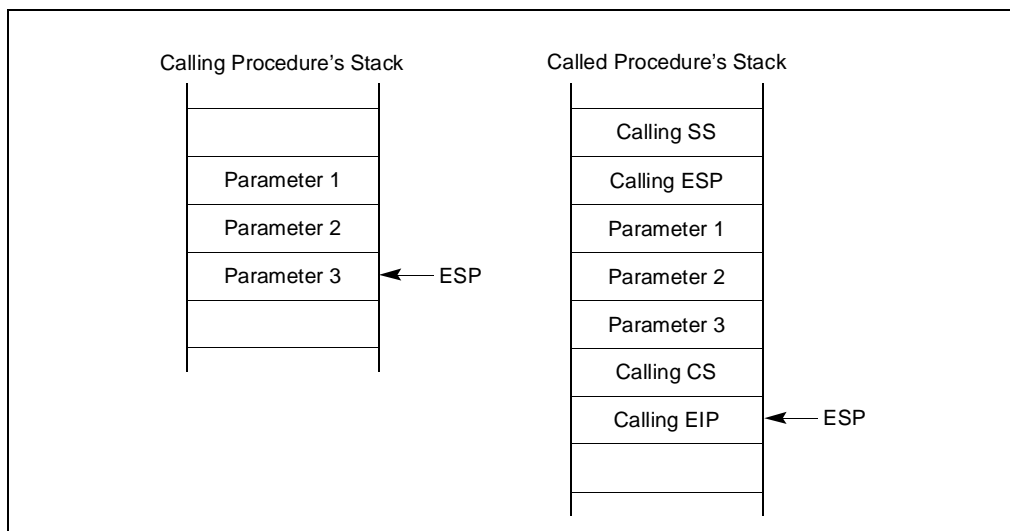 Calling Procedure's Stack
Parameter 1
Parameter 2
Parameter 3
ESP
Called Procedure's Stack
Calling SS
Calling ESP
Parameter 1
Parameter 2
Parameter 3
Calling CS
Calling EIP
ESP